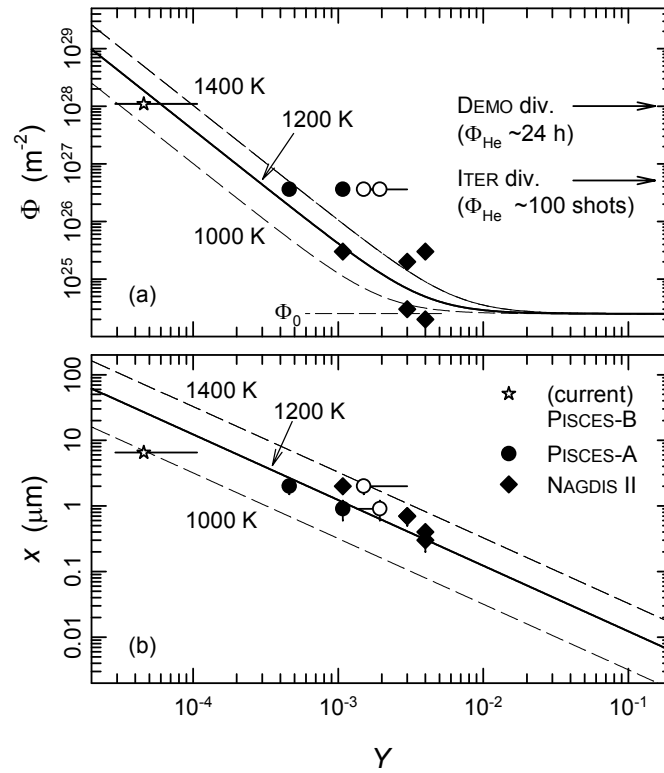 10²⁹
10²⁸
10²⁷
10²⁶
10²⁵
Φ (m⁻²)
1400 K
1200 K
1000 K
DEMO div.
(Φ_He ~24 h)
ITER div.
(Φ_He ~100 shots)
Φ₀
(a)
100
10
1
0.1
0.01
x (μm)
1400 K
1200 K
1000 K
(current)
PISCES-B
PISCES-A
NAGDIS II
(b)
10⁻⁴
10⁻³
10⁻²
10⁻¹
Y